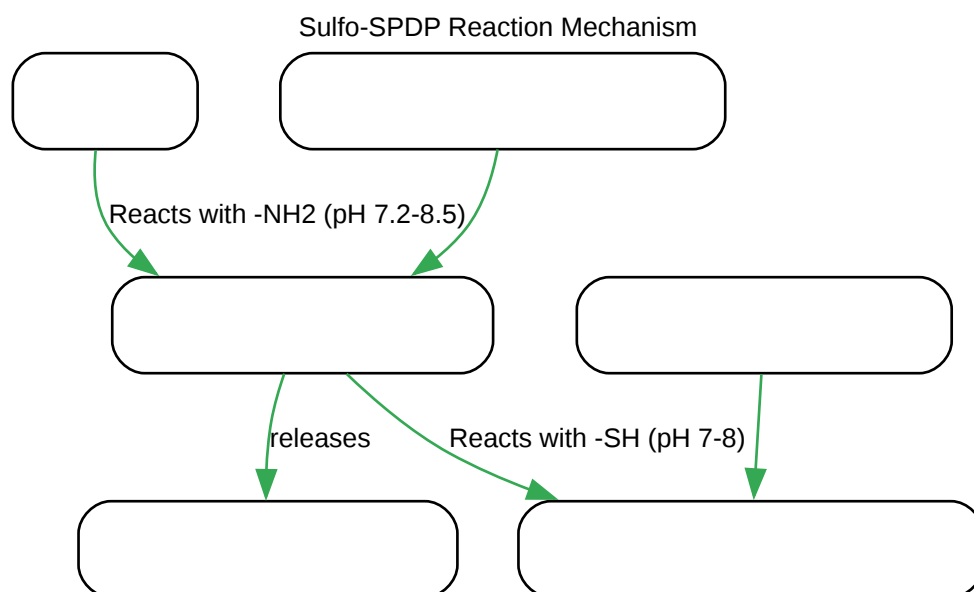 Sulfo-SPDP Reaction Mechanism
Reacts with -NH2 (pH 7.2-8.5)
releases
Reacts with -SH (pH 7-8)